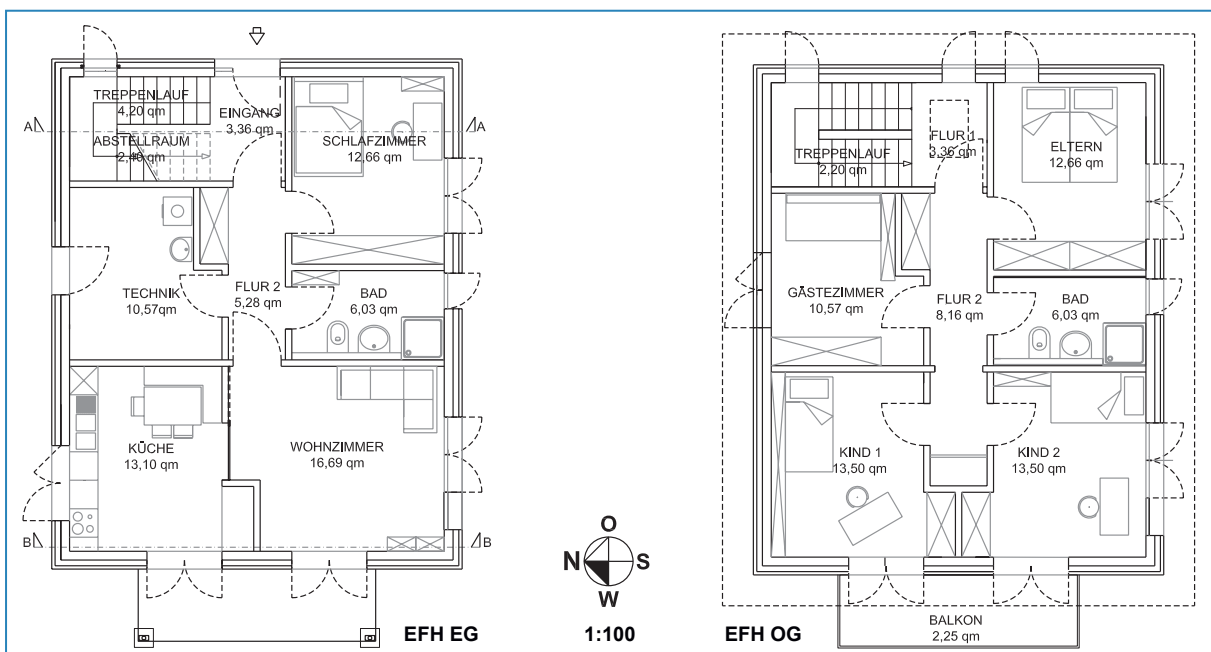 TREPPENLAUF
4,20 qm
EINGANG
3,36 qm
A
A
ABSTELLRAUM
2,40 qm
SCHLAFZIMMER
12,66 qm
TECHNIK
10,57qm
FLUR 2
5,28 qm
BAD
6,03 qm
KÜCHE
13,10 qm
WOHNZIMMER
16,69 qm
B
B
EFH EG
O
N
S
W
1:100
FLUR 1
3,36 qm
ELTERN
12,66 qm
TREPPENLAUF
2,20 qm
GÄSTEZIMMER
10,57 qm
FLUR 2
8,16 qm
BAD
6,03 qm
KIND 1
13,50 qm
KIND 2
13,50 qm
BALKON
2,25 qm
EFH OG